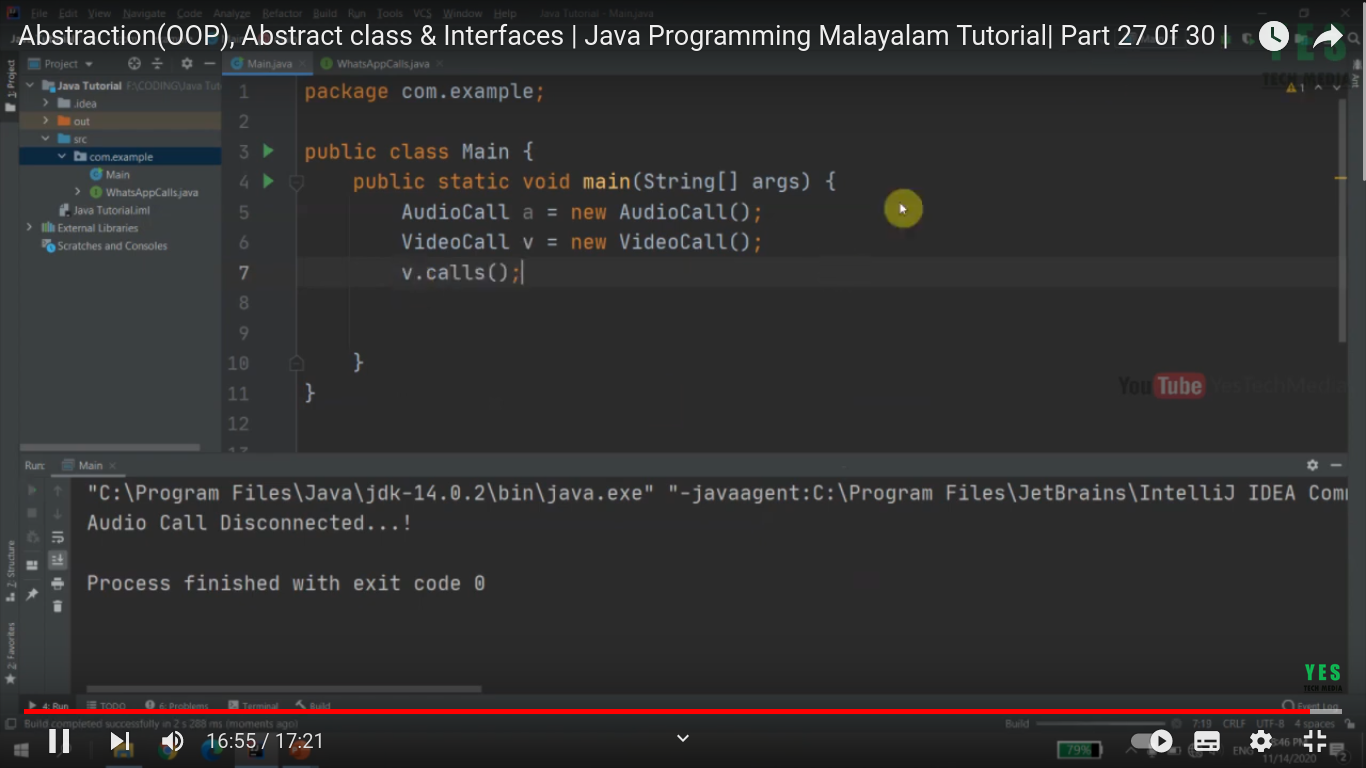 File Edit View Navigate Code Analyze Refactor Build Run Tools VCS Window Help Java Tutorial - Main.java
Abstraction(OOP), Abstract class & Interfaces | Java Programming Malayalam Tutorial| Part 27 0f 30 |
YES
TECH MEDIA
1: Project
Project
Main.java
WhatsAppCalls.java
Ant
Java Tutorial F:\CODING\Java Tut
.idea
out
src
com.example
Main
WhatsAppCalls.java
Java Tutorial.iml
External Libraries
Scratches and Consoles
1
1 package com.example;
2
3 public class Main {
4 public static void main(String[] args) {
5 AudioCall a = new AudioCall();
6 VideoCall v = new VideoCall();
7 v.calls();
8
9
10 }
11 }
12
13
YouTube YesTechMedia
Run: Main
"C:\Program Files\Java\jdk-14.0.2\bin\java.exe" "-javaagent:C:\Program Files\JetBrains\IntelliJ IDEA Com
Audio Call Disconnected...!
Process finished with exit code 0
Z: Structure
2: Favorites
YES
TECH MEDIA
4: Run TODO 6: Problems Terminal Build Event Log
Build completed successfully in 2 s 288 ms (moments ago) Build 7:19 CRLF UTF-8 4 spaces
16:55 / 17:21
79%
ENG
:46 PM
11/14/2020
2